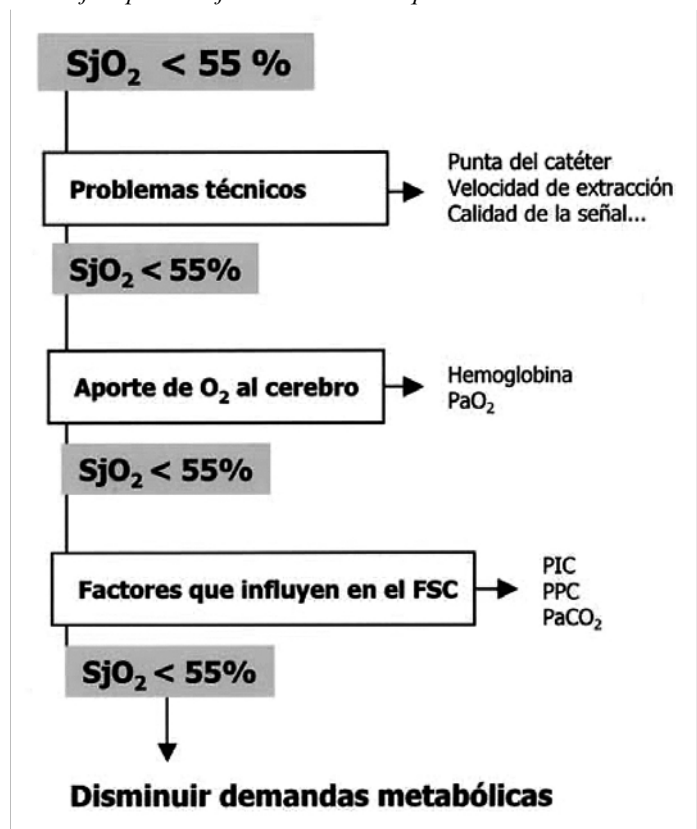 SjO₂ < 55 %
Problemas técnicos
Punta del catéter
Velocidad de extracción
Calidad de la señal...
SjO₂ < 55%
Aporte de O₂ al cerebro
Hemoglobina
PaO₂
SjO₂ < 55%
Factores que influyen en el FSC
PIC
PPC
PaCO₂
SjO₂ < 55%
Disminuir demandas metabólicas